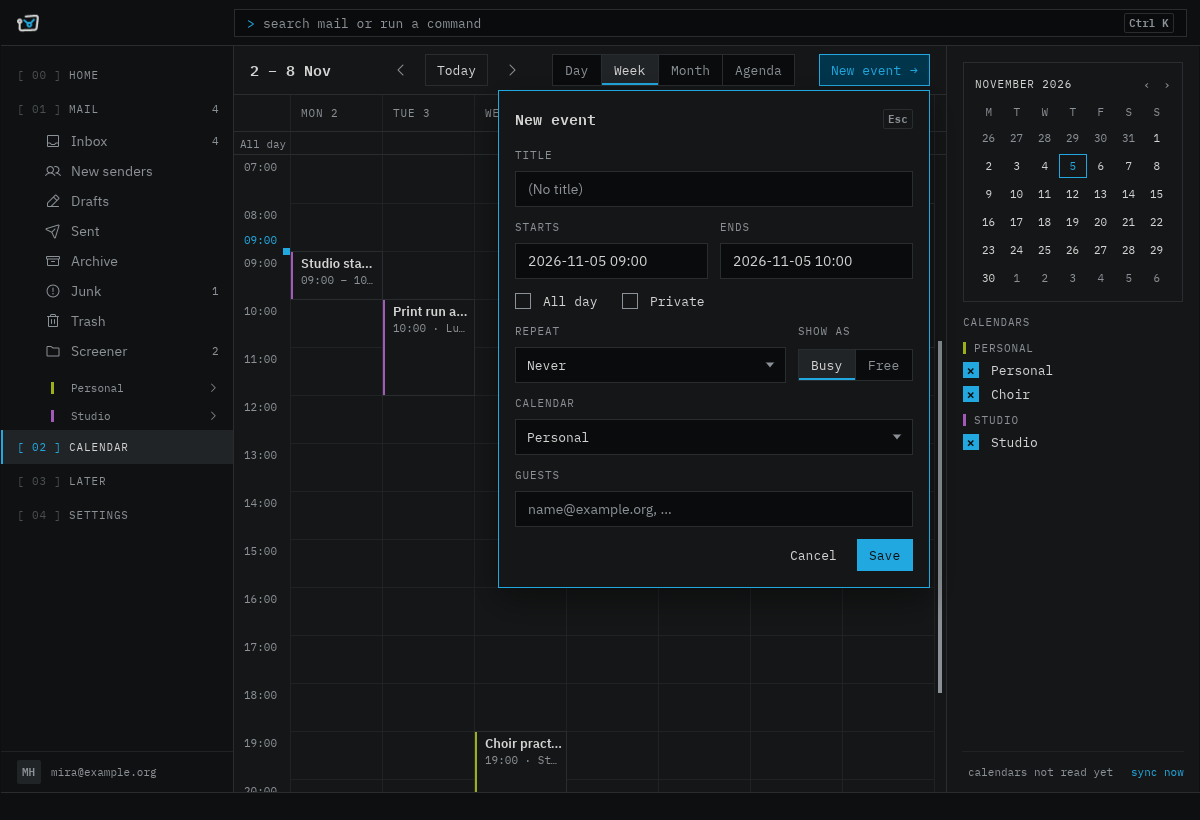 > search mail or run a command Ctrl K
[ 00 ] HOME
[ 01 ] MAIL 4
Inbox 4
New senders
Drafts
Sent
Archive
Junk 1
Trash
Screener 2
Personal
Studio
[ 02 ] CALENDAR
[ 03 ] LATER
[ 04 ] SETTINGS
MH mira@example.org
2 – 8 Nov
Today
Day Week Month Agenda
New event →
MON 2 TUE 3 WE
All day
07:00
08:00
09:00
09:00
10:00
11:00
12:00
13:00
14:00
15:00
16:00
17:00
18:00
19:00
20:00
Studio sta…
09:00 – 10…
Print run a…
10:00 · Lu…
Choir pract…
19:00 · St…
New event Esc
TITLE
(No title)
STARTS ENDS
2026-11-05 09:00 2026-11-05 10:00
All day Private
REPEAT SHOW AS
Never Busy Free
CALENDAR
Personal
GUESTS
name@example.org, …
Cancel Save
NOVEMBER 2026 ‹ ›
M T W T F S S
26 27 28 29 30 31 1
2 3 4 5 6 7 8
9 10 11 12 13 14 15
16 17 18 19 20 21 22
23 24 25 26 27 28 29
30 1 2 3 4 5 6
CALENDARS
PERSONAL
Personal
Choir
STUDIO
Studio
calendars not read yet sync now